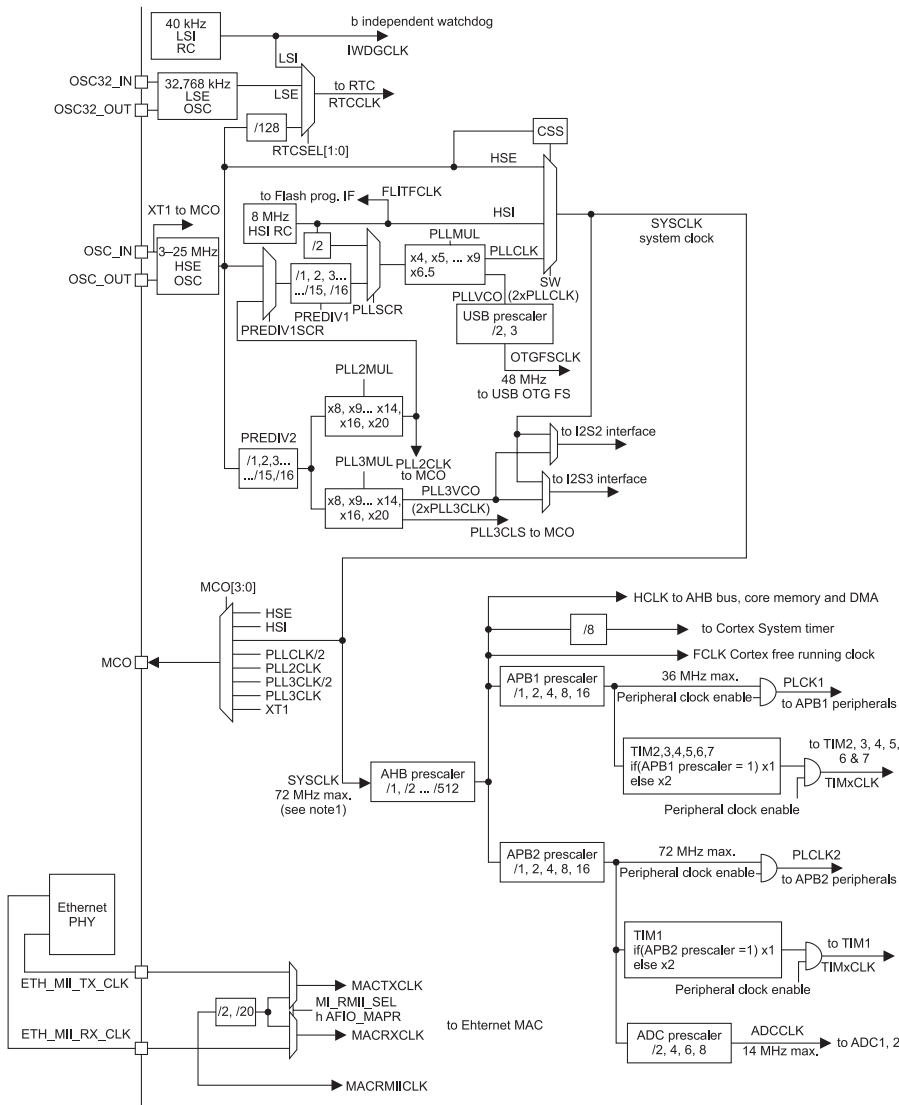 40 kHz
LSI
RC
b independent watchdog
IWDGCLK
LSI
OSC32_IN
OSC32_OUT
32.768 kHz
LSE
OSC
LSE
to RTC
RTCCLK
/128
RTCSEL[1:0]
CSS
HSE
to Flash prog. IF
FLITFCLK
XT1 to MCO
8 MHz
HSI RC
HSI
SYSCLK
system clock
/2
PLLMUL
OSC_IN
OSC_OUT
3–25 MHz
HSE
OSC
/1, 2, 3...
.../15, /16
x4, x5, ... x9
x6.5
PLLCLK
SW
PREDIV1SCR
PREDIV1
PLLSCR
PLLVCO
(2xPLLCLK)
USB prescaler
/2, 3
OTGFSCLK
48 MHz
to USB OTG FS
PLL2MUL
x8, x9... x14,
x16, x20
PREDIV2
/1,2,3...
.../15,/16
PLL2CLK
to MCO
to I2S2 interface
PLL3MUL
x8, x9... x14,
x16, x20
PLL3VCO
(2xPLL3CLK)
to I2S3 interface
PLL3CLS to MCO
MCO[3:0]
HSE
HSI
MCO
PLLCLK/2
PLL2CLK
PLL3CLK/2
PLL3CLK
XT1
HCLK to AHB bus, core memory and DMA
/8
to Cortex System timer
FCLK Cortex free running clock
APB1 prescaler
/1, 2, 4, 8, 16
36 MHz max.
Peripheral clock enable
PLCK1
to APB1 peripherals
SYSCLK
72 MHz max.
(see note1)
AHB prescaler
/1, /2 ... /512
TIM2,3,4,5,6,7
if(APB1 prescaler = 1) x1
else x2
to TIM2, 3, 4, 5,
6 & 7
TIMxCLK
Peripheral clock enable
APB2 prescaler
/1, 2, 4, 8, 16
72 MHz max.
Peripheral clock enable
PLCLK2
to APB2 peripherals
Ethernet
PHY
TIM1
if(APB2 prescaler =1) x1
else x2
to TIM1
TIMxCLK
Peripheral clock enable
ETH_MII_TX_CLK
MACTXCLK
/2, /20
MI_RMII_SEL
h AFIO_MAPR
to Ehternet MAC
ETH_MII_RX_CLK
MACRXCLK
ADC prescaler
/2, 4, 6, 8
ADCCLK
14 MHz max.
to ADC1, 2
MACRMIICLK